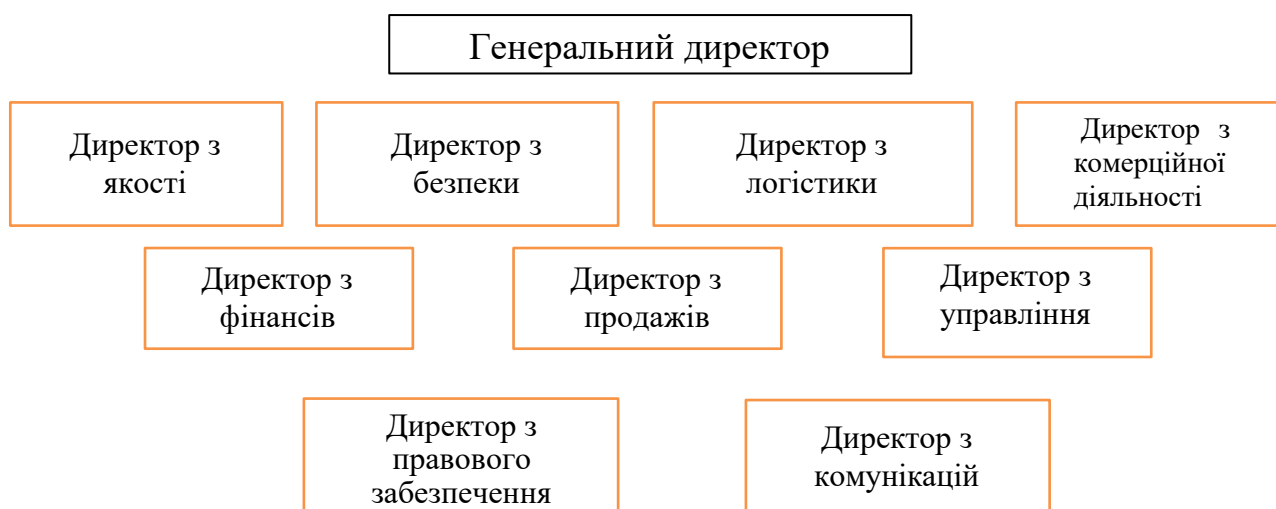 Генеральний директор
Директор з
якості
Директор з
безпеки
Директор з
логістики
Директор з
комерційної
діяльності
Директор з
фінансів
Директор з
продажів
Директор з
управління
Директор з
правового
забезпечення
Директор з
комунікацій